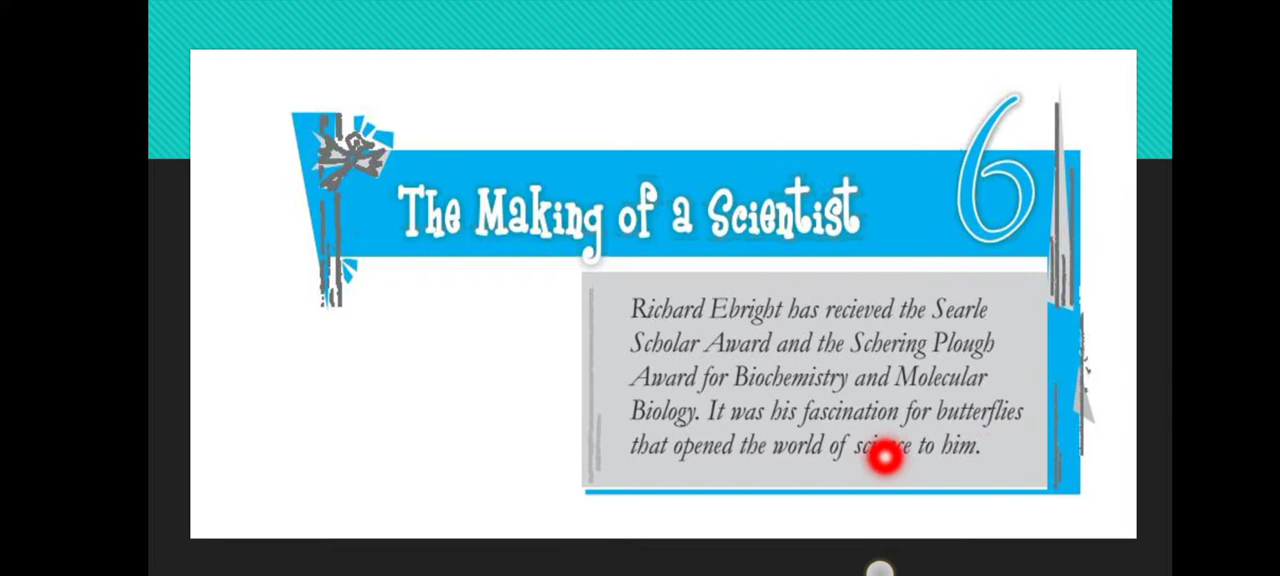 6
The Making of a Scientist
Richard Ebright has recieved the Searle
Scholar Award and the Schering Plough
Award for Biochemistry and Molecular
Biology. It was his fascination for butterflies
that opened the world of science to him.